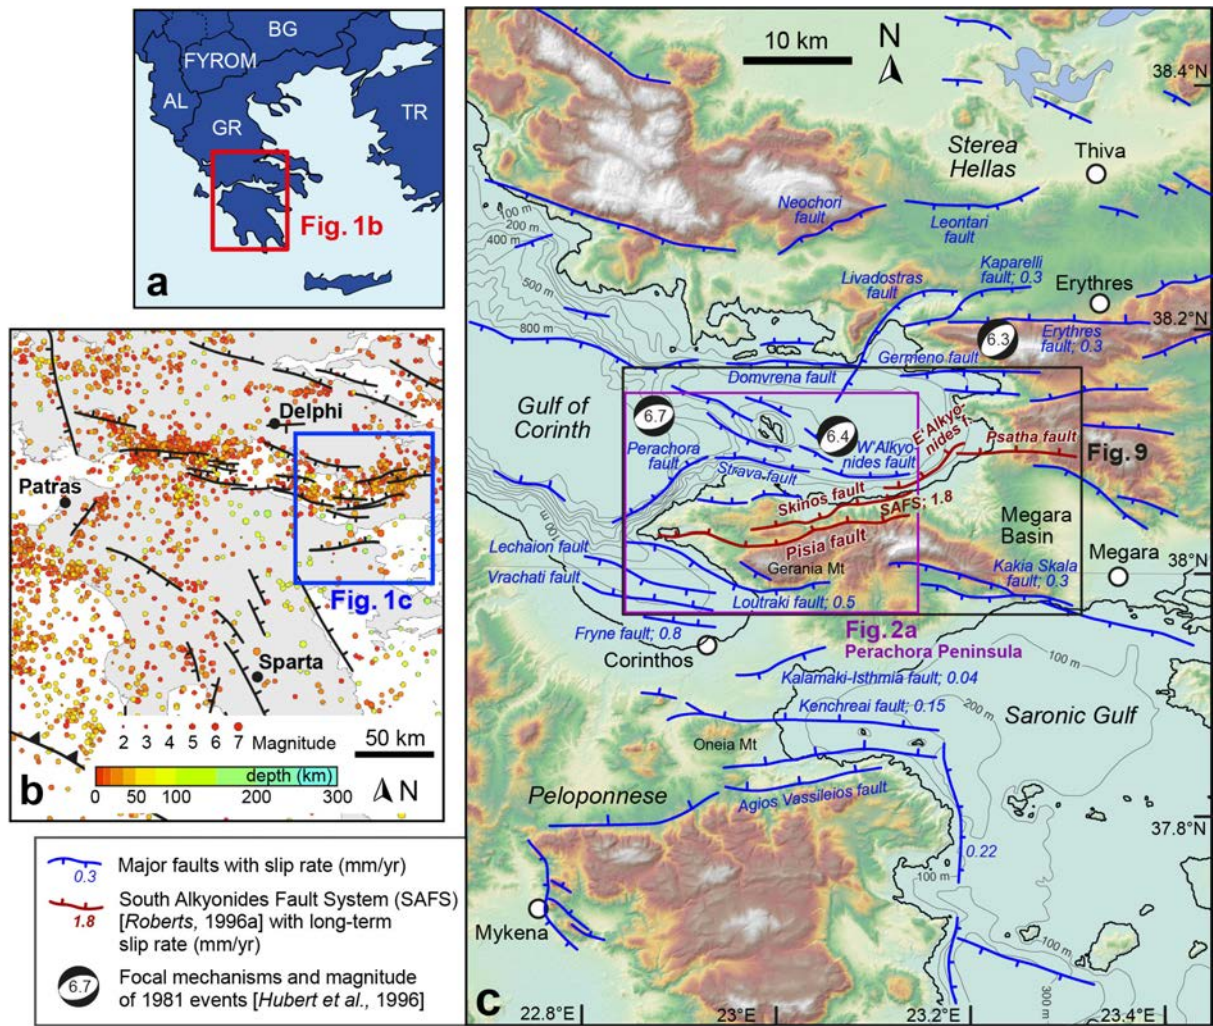 BG
FYROM
AL
TR
GR
Fig. 1b
a
Delphi
Patras
Fig. 1c
Sparta
2 3 4 5 6 7 Magnitude
50 km
depth (km)
0 50 100 200 300
N
b
0.3
Major faults with slip rate (mm/yr)
1.8
South Alkyonides Fault System (SAFS)
[Roberts, 1996a] with long-term
slip rate (mm/yr)
6.7
Focal mechanisms and magnitude
of 1981 events [Hubert et al., 1996]
10 km
N
38.4°N
Sterea
Hellas
Thiva
Neochori
fault
Leontari
fault
100 m
200 m
400 m
500 m
800 m
Livadostras
fault
Kaparelli
fault; 0.3
Erythres
38.2°N
6.3
Erythres
fault; 0.3
Germeno fault
Domvrena fault
Gulf of
Corinth
6.7
6.4
Perachora
fault
Strava fault
W'Alkyo-
nides fault
E'Alkyo-
nides f.
Psatha fault
Fig. 9
Skinos fault
SAFS; 1.8
Pisia fault
Gerania Mt
Megara
Basin
Megara
38°N
100 m
Lechaion fault
Vrachati fault
Loutraki fault; 0.5
Kakia Skala
fault; 0.3
Fryne fault; 0.8
Fig. 2a
Perachora Peninsula
Corinthos
Kalamaki-Isthmia fault; 0.04
100 m
Kenchreai fault; 0.15
200 m
Saronic Gulf
Oneia Mt
Peloponnese
Agios Vassileios fault
37.8°N
0.22
100 m
Mykena
100 m
300 m
c
22.8°E
23°E
23.2°E
23.4°E